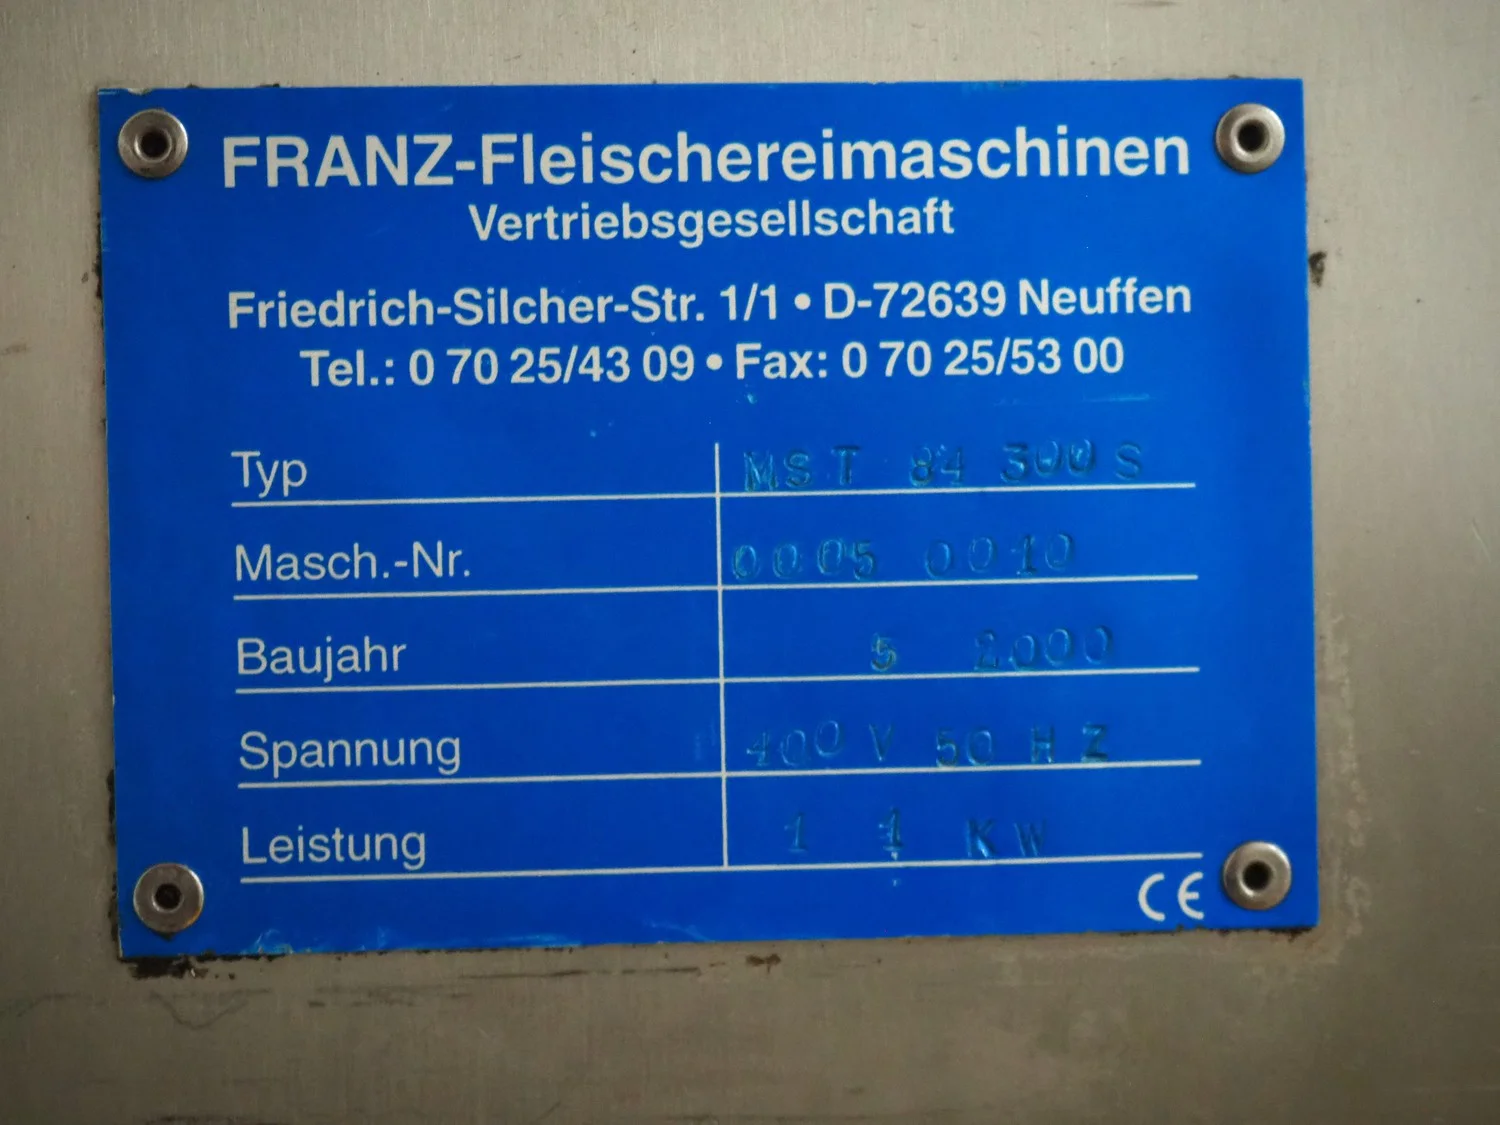 FRANZ-Fleischereimaschinen
Vertriebsgesellschaft
Friedrich-Silcher-Str. 1/1 • D-72639 Neuffen
Tel.: 0 70 25/43 09 • Fax: 0 70 25/53 00
Typ MST 84 300 S
Masch.-Nr. 0005 0010
Baujahr 5 2000
Spannung 400 V 50 HZ
Leistung 1 1 KW
CE